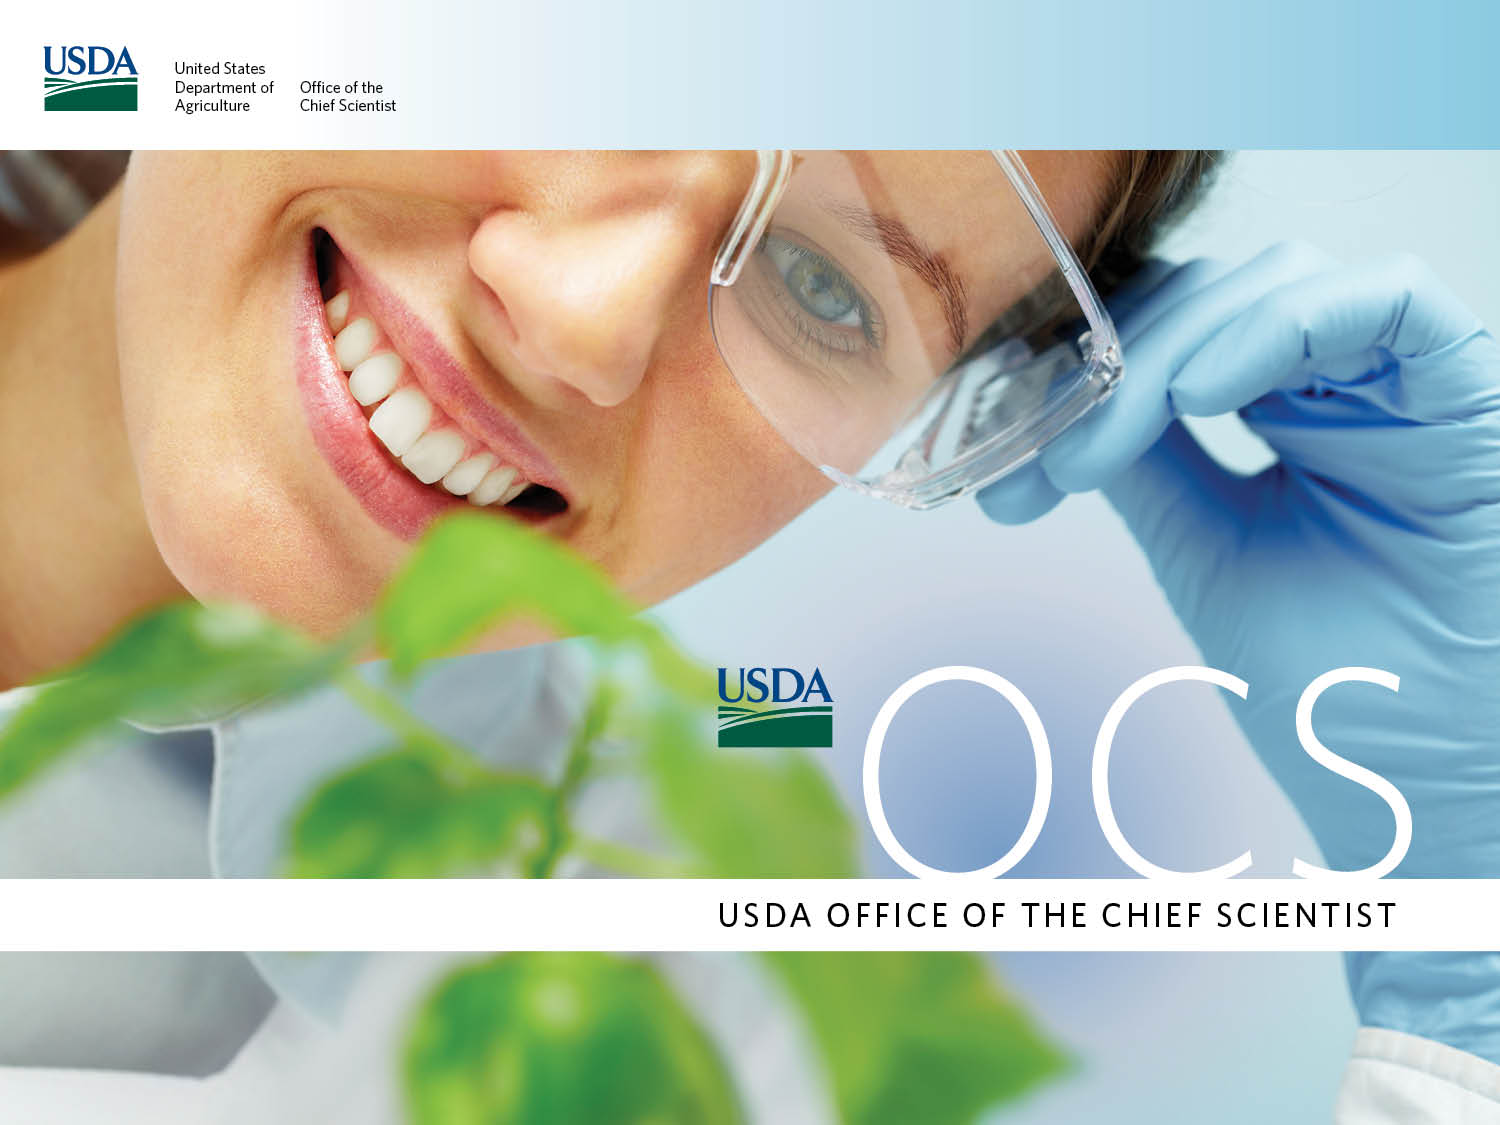 USDA
United States
Department of
Agriculture
Office of the
Chief Scientist
USDA
OCS
USDA OFFICE OF THE CHIEF SCIENTIST